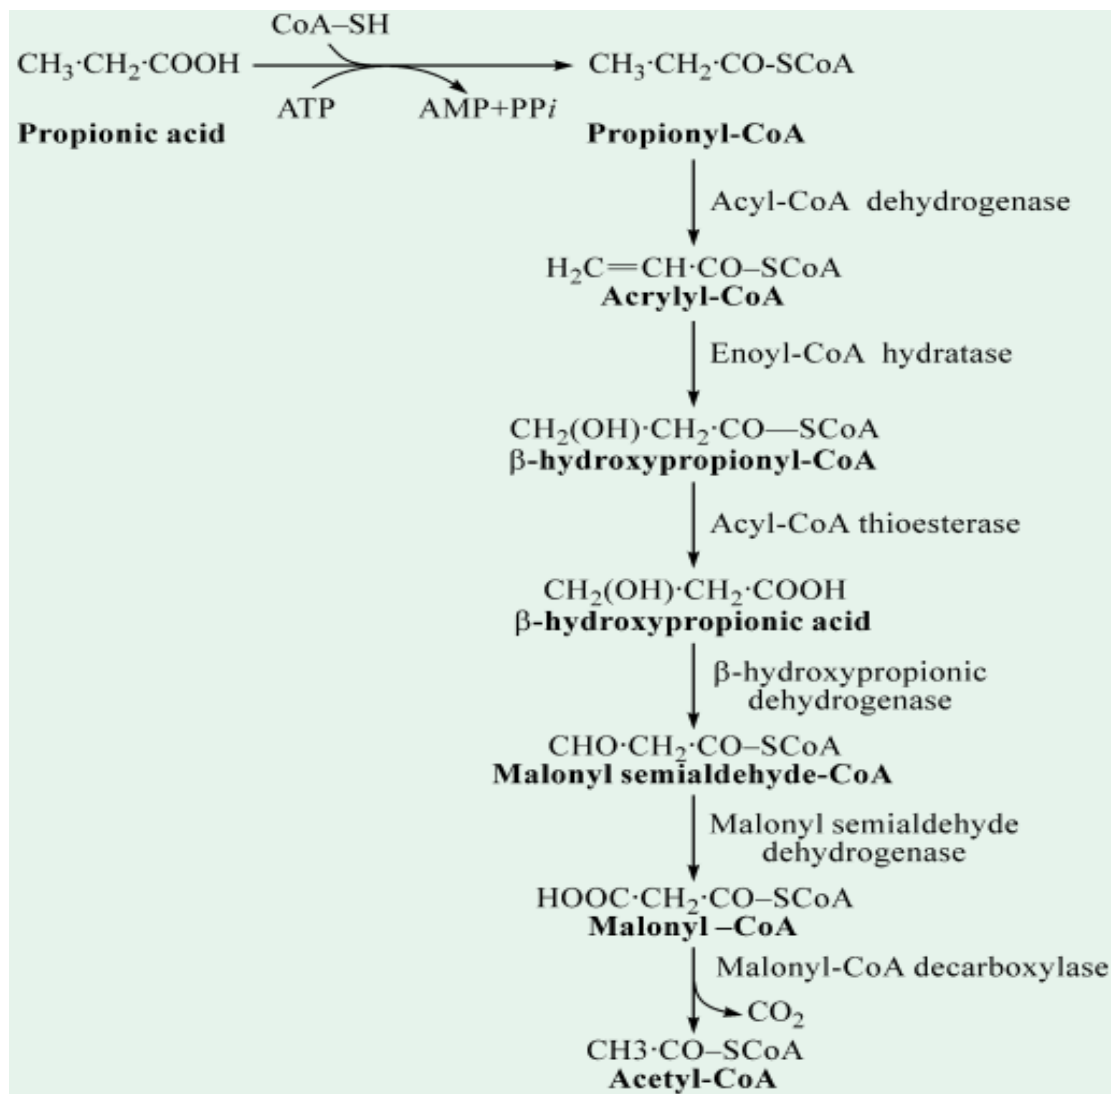 CoA–SH
CH₃·CH₂·COOH
CH₃·CH₂·CO-SCoA
ATP
AMP+PPi
Propionic acid
Propionyl-CoA
Acyl-CoA dehydrogenase
H₂C═CH·CO–SCoA
Acrylyl-CoA
Enoyl-CoA hydratase
CH₂(OH)·CH₂·CO—SCoA
β-hydroxypropionyl-CoA
Acyl-CoA thioesterase
CH₂(OH)·CH₂·COOH
β-hydroxypropionic acid
β-hydroxypropionic
dehydrogenase
CHO·CH₂·CO–SCoA
Malonyl semialdehyde-CoA
Malonyl semialdehyde
dehydrogenase
HOOC·CH₂·CO–SCoA
Malonyl –CoA
Malonyl-CoA decarboxylase
CO₂
CH3·CO–SCoA
Acetyl-CoA